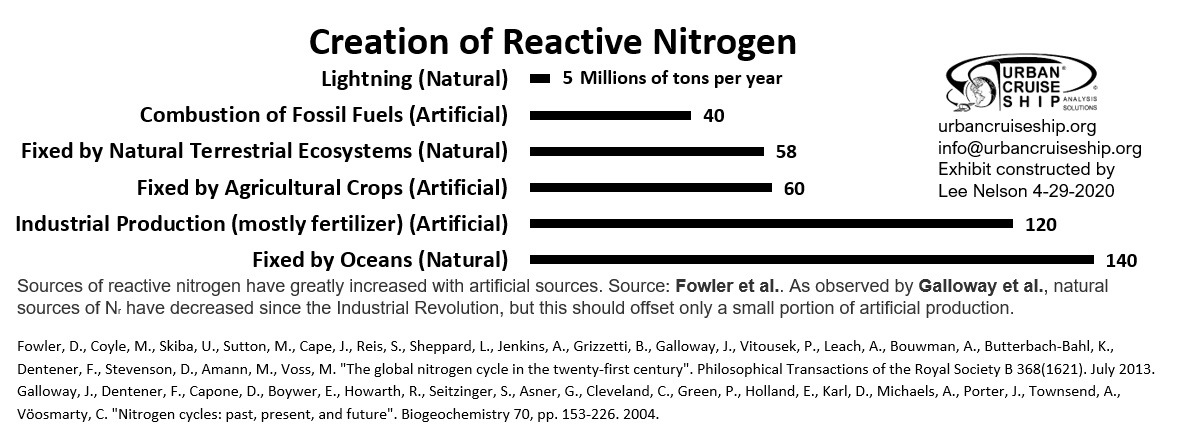 Creation of Reactive Nitrogen
Lightning (Natural) 5 Millions of tons per year
Combustion of Fossil Fuels (Artificial) 40
Fixed by Natural Terrestrial Ecosystems (Natural) 58
Fixed by Agricultural Crops (Artificial) 60
Industrial Production (mostly fertilizer) (Artificial) 120
Fixed by Oceans (Natural) 140
URBAN®
CRUISE
SHIP ANALYSIS
SOLUTIONS
©
urbancruiseship.org
info@urbancruiseship.org
Exhibit constructed by
Lee Nelson 4-29-2020
Sources of reactive nitrogen have greatly increased with artificial sources. Source: Fowler et al.. As observed by Galloway et al., natural
sources of Nr have decreased since the Industrial Revolution, but this should offset only a small portion of artificial production.
Fowler, D., Coyle, M., Skiba, U., Sutton, M., Cape, J., Reis, S., Sheppard, L., Jenkins, A., Grizzetti, B., Galloway, J., Vitousek, P., Leach, A., Bouwman, A., Butterbach-Bahl, K.,
Dentener, F., Stevenson, D., Amann, M., Voss, M. "The global nitrogen cycle in the twenty-first century". Philosophical Transactions of the Royal Society B 368(1621). July 2013.
Galloway, J., Dentener, F., Capone, D., Boywer, E., Howarth, R., Seitzinger, S., Asner, G., Cleveland, C., Green, P., Holland, E., Karl, D., Michaels, A., Porter, J., Townsend, A.,
Vöosmarty, C. "Nitrogen cycles: past, present, and future". Biogeochemistry 70, pp. 153-226. 2004.